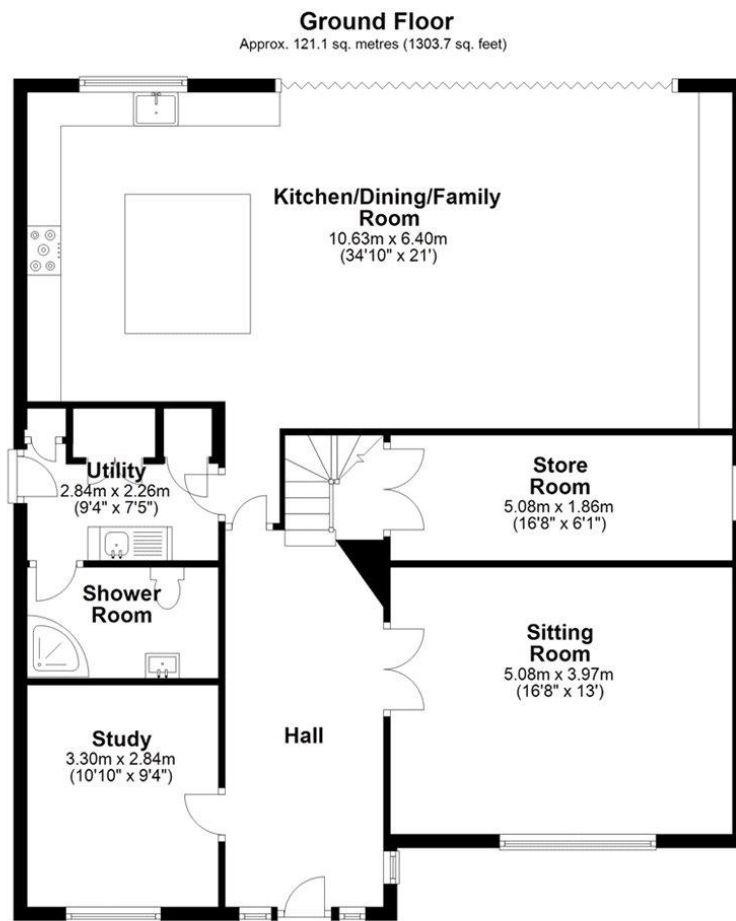 Ground Floor
Approx. 121.1 sq. metres (1303.7 sq. feet)
Kitchen/Dining/Family
Room
10.63m x 6.40m
(34'10" x 21')
Utility
2.84m x 2.26m
(9'4" x 7'5")
Store
Room
5.08m x 1.86m
(16'8" x 6'1")
Shower
Room
Sitting
Room
5.08m x 3.97m
(16'8" x 13')
Study
3.30m x 2.84m
(10'10" x 9'4")
Hall